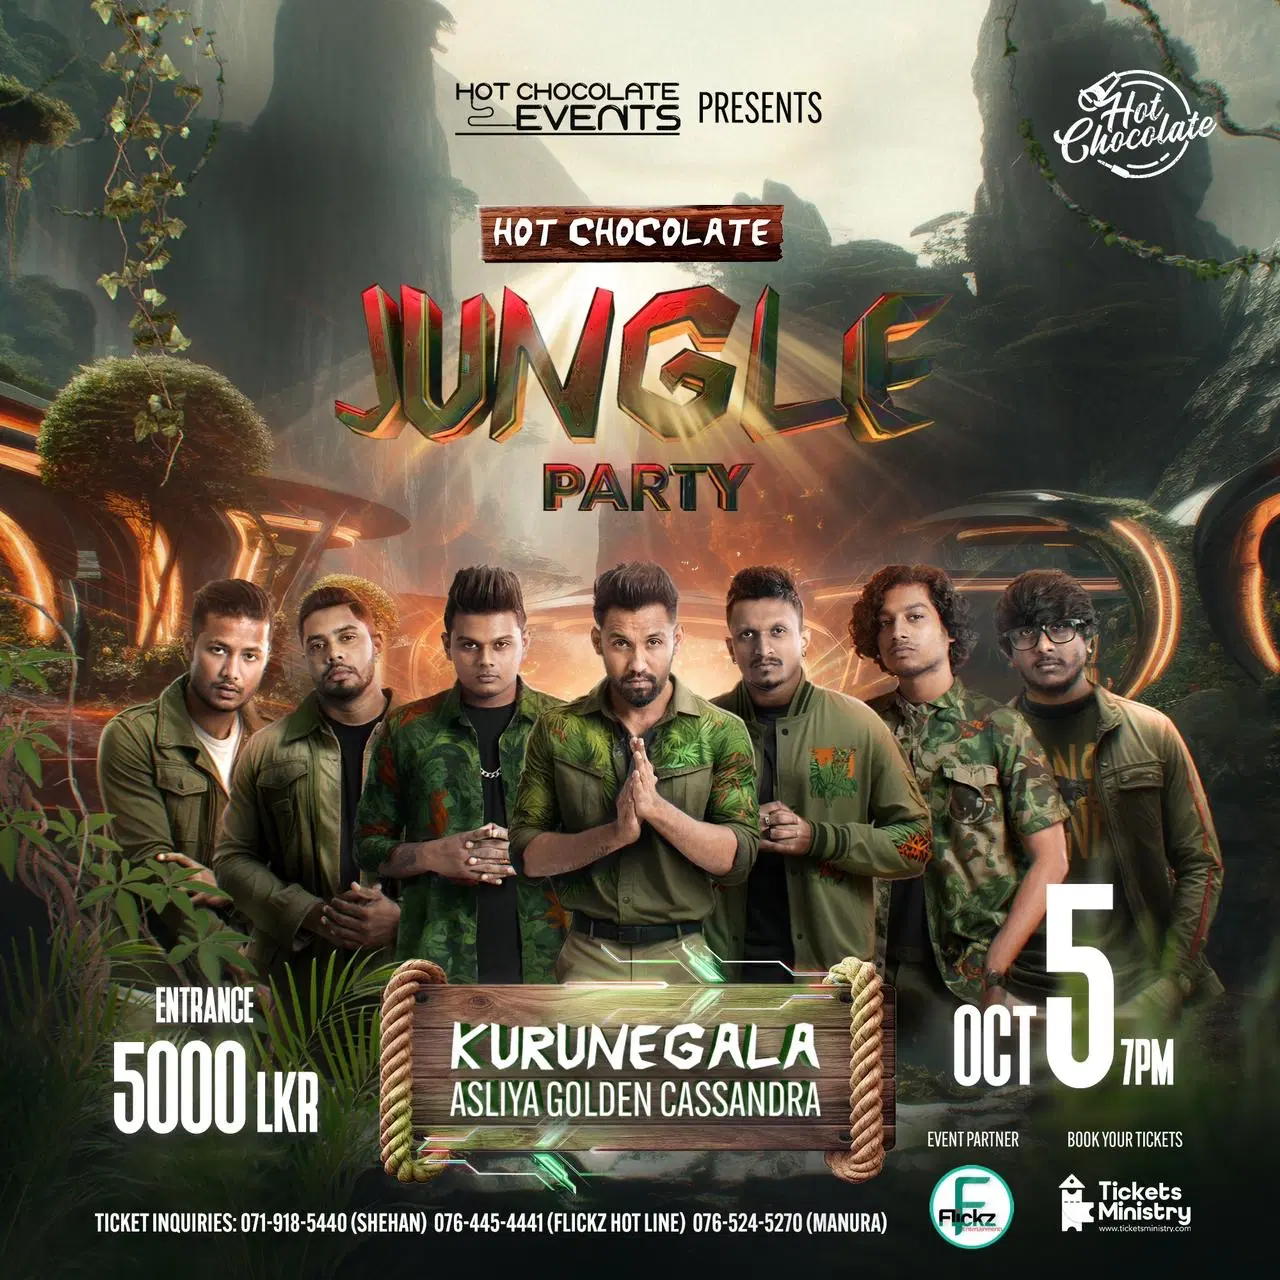 HOT CHOCOLATE
EVENTS
PRESENTS
Hot
Chocolate
HOT CHOCOLATE
JUNGLE
PARTY
ENTRANCE
5000 LKR
KURUNEGALA
ASLIYA GOLDEN CASSANDRA
OCT 5 7PM
EVENT PARTNER
BOOK YOUR TICKETS
Flickz
Entertainments
Tickets
Ministry
www.ticketsministry.com
TICKET INQUIRIES: 071-918-5440 (SHEHAN) 076-445-4441 (FLICKZ HOT LINE) 076-524-5270 (MANURA)